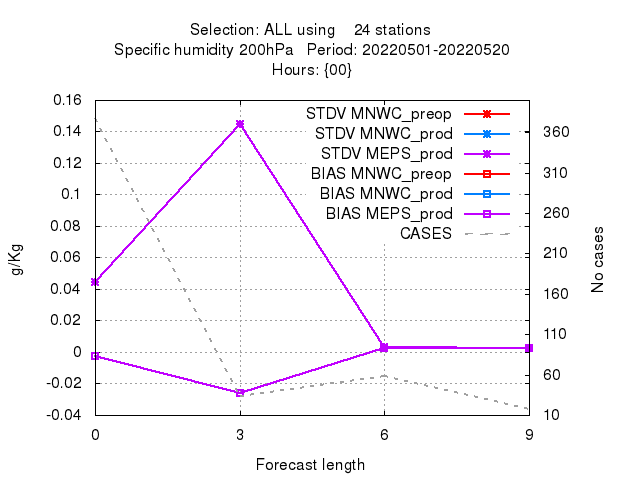 Selection: ALL using    24 stations
Specific humidity 200hPa   Period: 20220501-20220520
Hours: {00}
STDV MNWC_preop
STDV MNWC_prod
STDV MEPS_prod
BIAS MNWC_preop
BIAS MNWC_prod
BIAS MEPS_prod
CASES
0.16
0.14
0.12
0.1
0.08
0.06
0.04
0.02
0
-0.02
-0.04
g/Kg
360
310
260
210
160
110
60
10
No cases
0 3 6 9
Forecast length